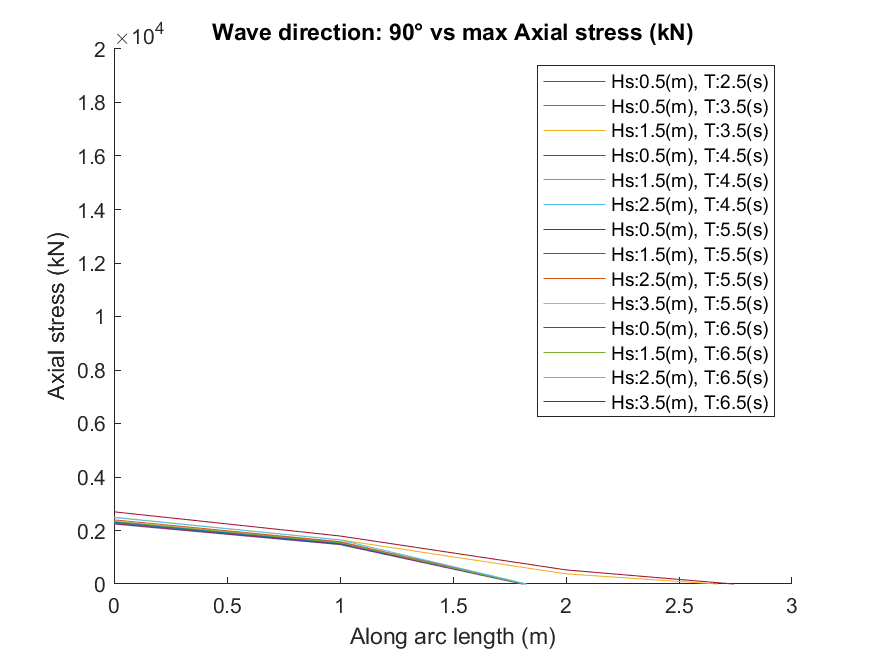 Wave direction: 90° vs max Axial stress (kN)
×10⁴
2
1.8
1.6
1.4
1.2
1
0.8
0.6
0.4
0.2
0
Axial stress (kN)
Hs:0.5(m), T:2.5(s)
Hs:0.5(m), T:3.5(s)
Hs:1.5(m), T:3.5(s)
Hs:0.5(m), T:4.5(s)
Hs:1.5(m), T:4.5(s)
Hs:2.5(m), T:4.5(s)
Hs:0.5(m), T:5.5(s)
Hs:1.5(m), T:5.5(s)
Hs:2.5(m), T:5.5(s)
Hs:3.5(m), T:5.5(s)
Hs:0.5(m), T:6.5(s)
Hs:1.5(m), T:6.5(s)
Hs:2.5(m), T:6.5(s)
Hs:3.5(m), T:6.5(s)
0 0.5 1 1.5 2 2.5 3
Along arc length (m)